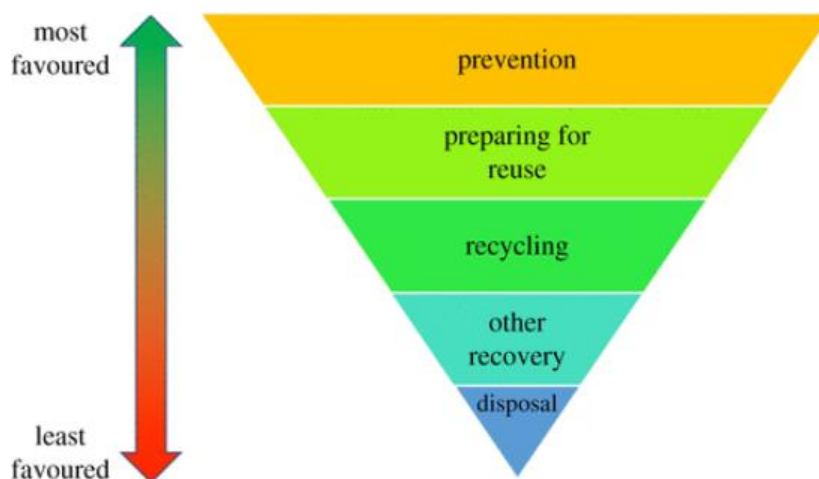 most
favoured
prevention
preparing for
reuse
recycling
other
recovery
disposal
least
favoured